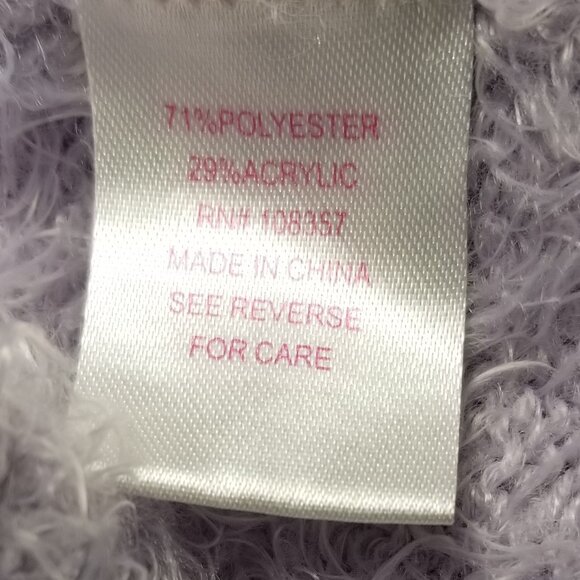 71%POLYESTER
29%ACRYLIC
RN# 108357
MADE IN CHINA
SEE REVERSE
FOR CARE